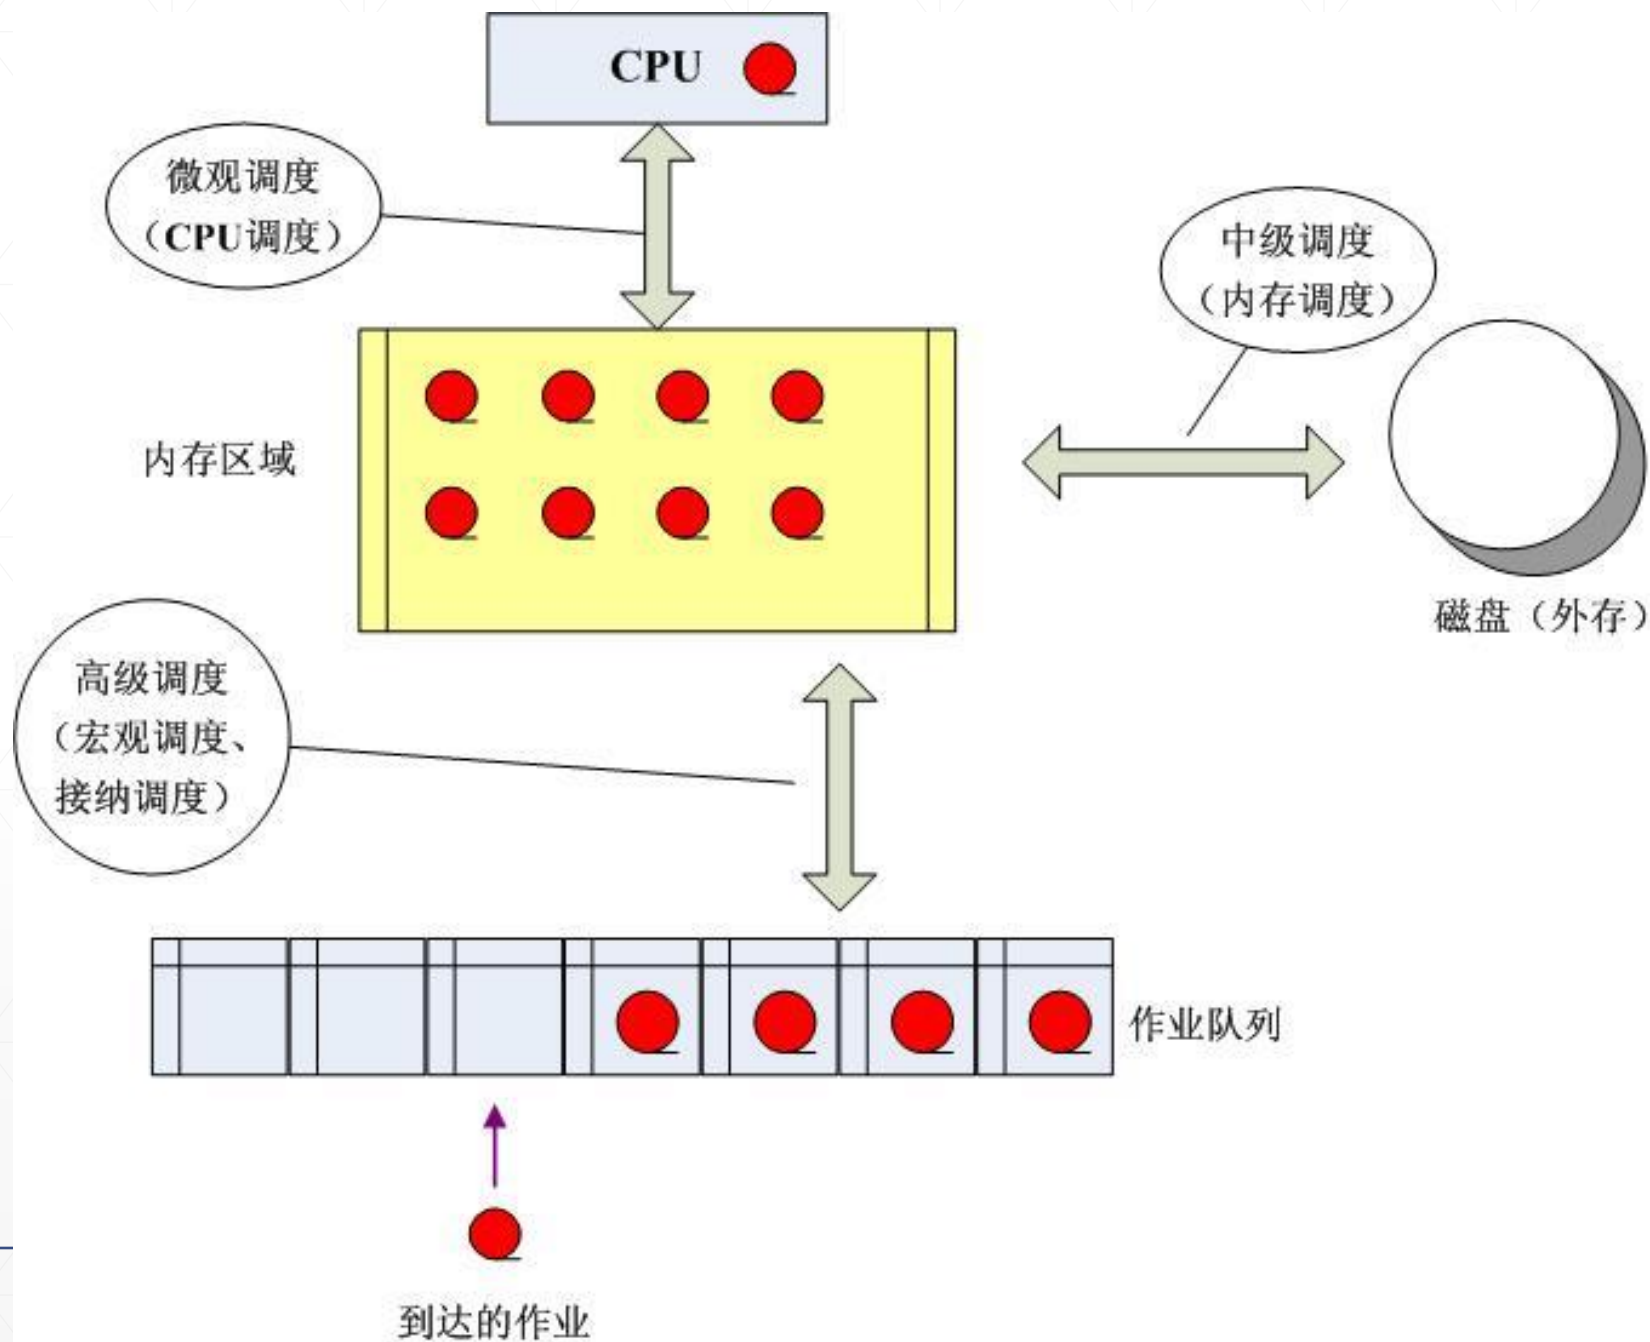 CPU
微观调度
（CPU调度）
中级调度
（内存调度）
内存区域
磁盘（外存）
高级调度
（宏观调度、
接纳调度）
作业队列
到达的作业